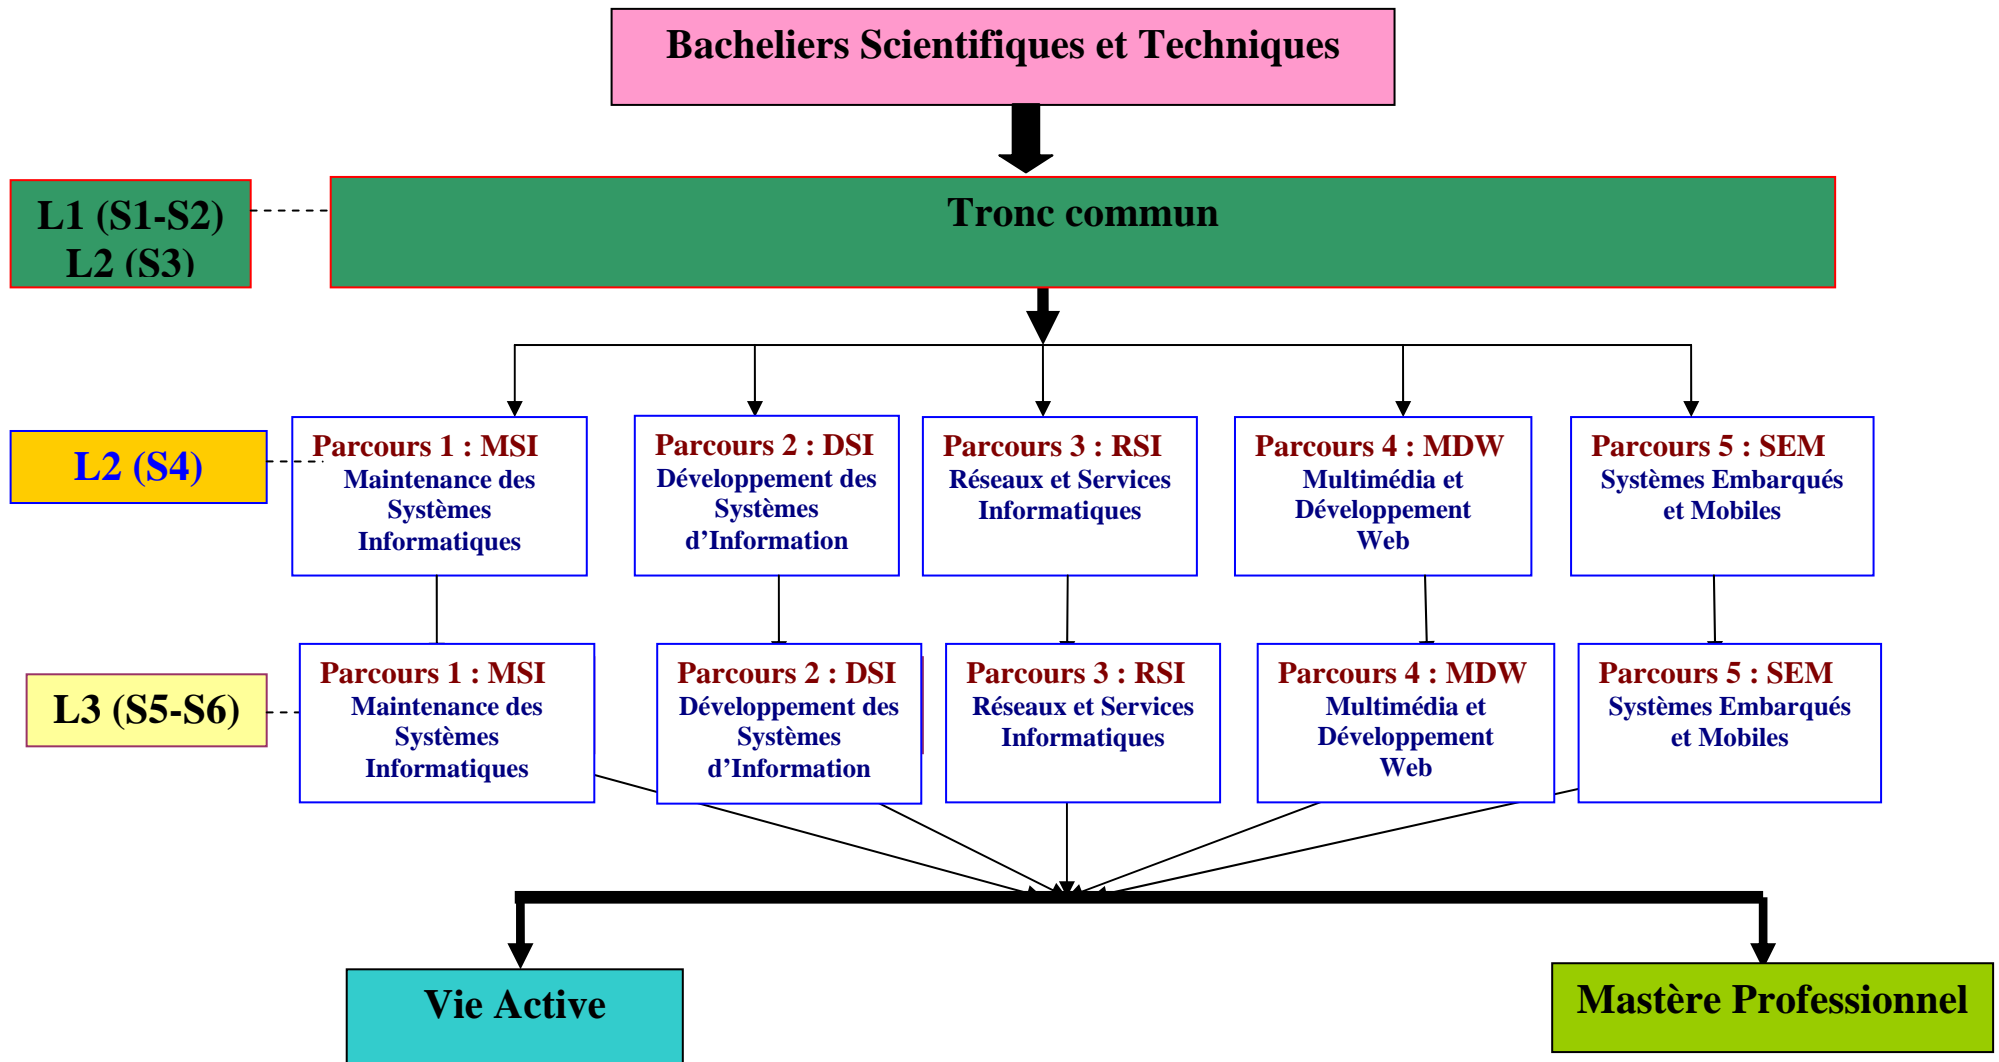 Bacheliers Scientifiques et Techniques
L1 (S1-S2)
L2 (S3)
Tronc commun
L2 (S4)
Parcours 1 : MSI
Maintenance des
Systèmes
Informatiques
Parcours 2 : DSI
Développement des
Systèmes
d’Information
Parcours 3 : RSI
Réseaux et Services
Informatiques
Parcours 4 : MDW
Multimédia et
Développement
Web
Parcours 5 : SEM
Systèmes Embarqués
et Mobiles
L3 (S5-S6)
Parcours 1 : MSI
Maintenance des
Systèmes
Informatiques
Parcours 2 : DSI
Développement des
Systèmes
d’Information
Parcours 3 : RSI
Réseaux et Services
Informatiques
Parcours 4 : MDW
Multimédia et
Développement
Web
Parcours 5 : SEM
Systèmes Embarqués
et Mobiles
Vie Active
Mastère Professionnel